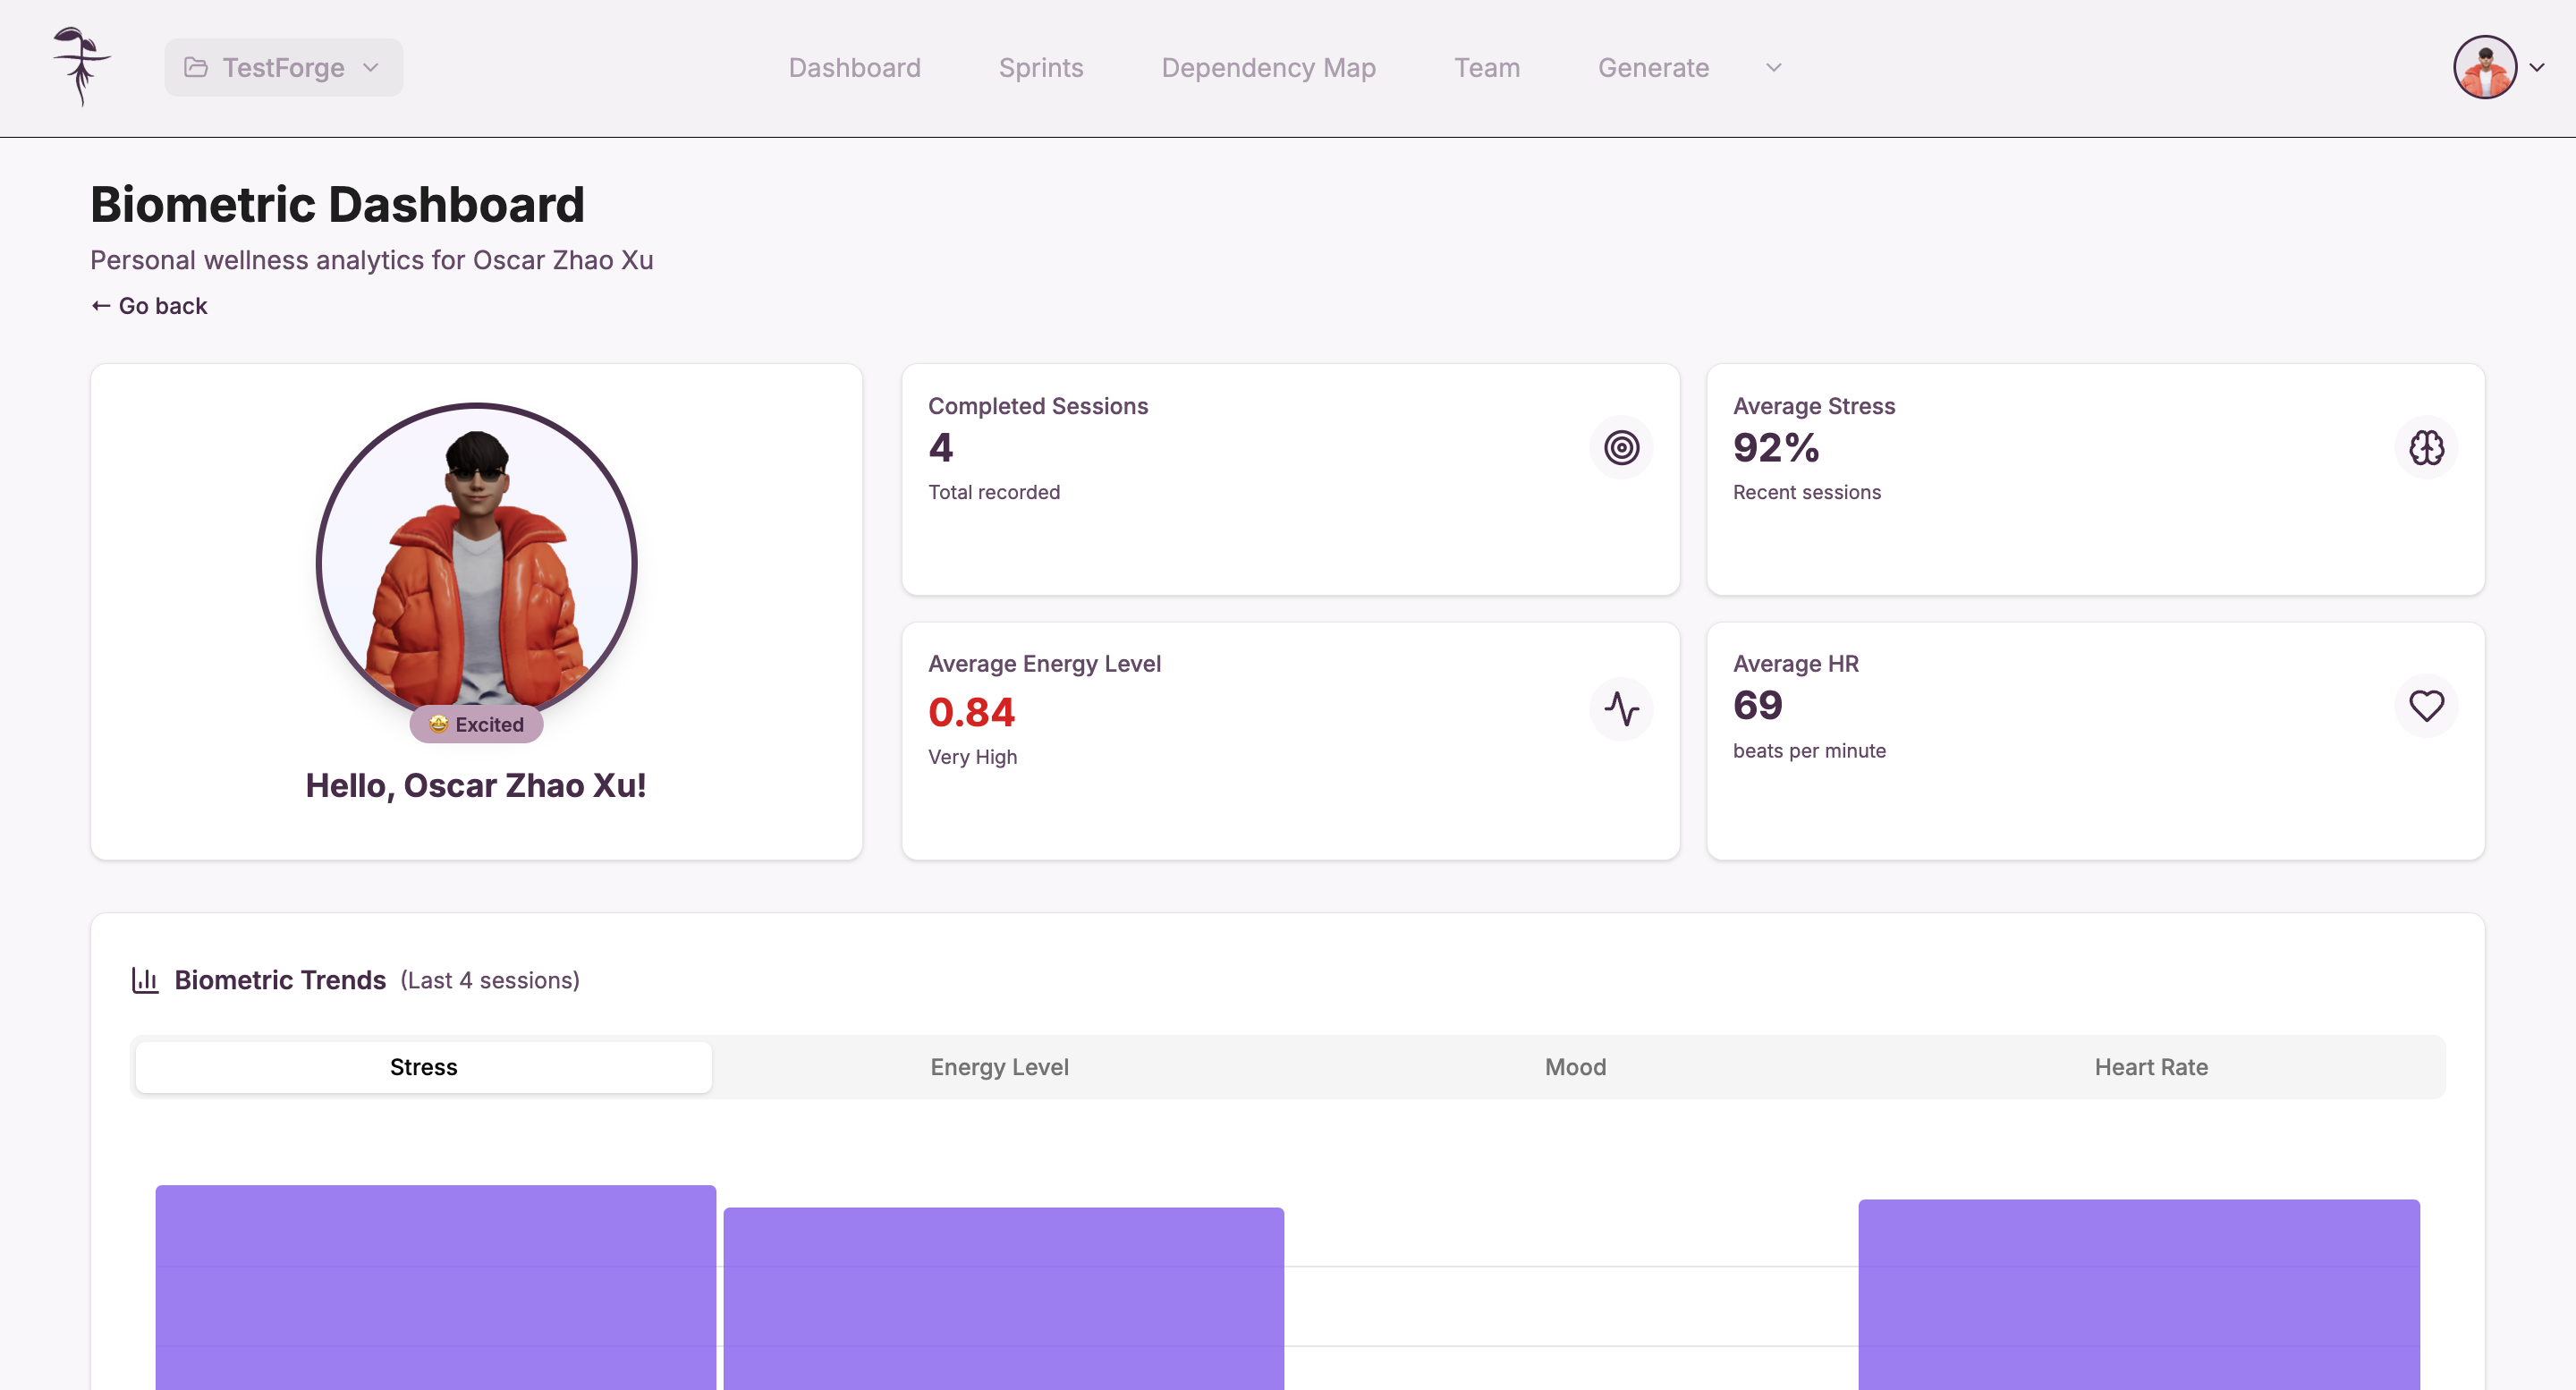 TestForge
Dashboard
Sprints
Dependency Map
Team
Generate
Biometric Dashboard
Personal wellness analytics for Oscar Zhao Xu
← Go back
🤩 Excited
Hello, Oscar Zhao Xu!
Completed Sessions
4
Total recorded
Average Stress
92%
Recent sessions
Average Energy Level
0.84
Very High
Average HR
69
beats per minute
Biometric Trends (Last 4 sessions)
Stress
Energy Level
Mood
Heart Rate